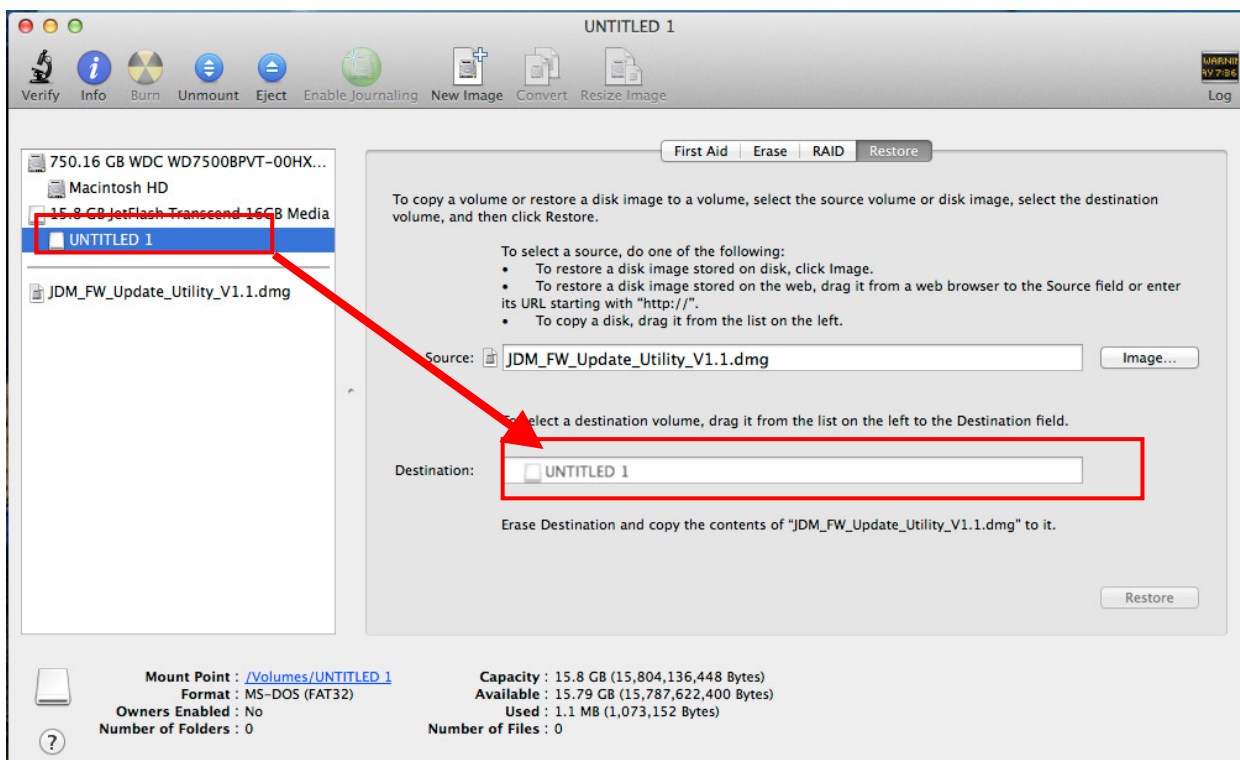 UNTITLED 1
Verify Info Burn Unmount Eject Enable Journaling New Image Convert Resize Image Log
WARNIN
AY 7:36
750.16 GB WDC WD7500BPVT-00HX...
Macintosh HD
15.8 GB JetFlash Transcend 16GB Media
UNTITLED 1
JDM_FW_Update_Utility_V1.1.dmg
First Aid Erase RAID Restore
To copy a volume or restore a disk image to a volume, select the source volume or disk image, select the destination
volume, and then click Restore.
To select a source, do one of the following:
• To restore a disk image stored on disk, click Image.
• To restore a disk image stored on the web, drag it from a web browser to the Source field or enter
its URL starting with “http://”.
• To copy a disk, drag it from the list on the left.
Source: JDM_FW_Update_Utility_V1.1.dmg Image...
To select a destination volume, drag it from the list on the left to the Destination field.
Destination: UNTITLED 1
Erase Destination and copy the contents of “JDM_FW_Update_Utility_V1.1.dmg” to it.
Restore
Mount Point : /Volumes/UNTITLED 1 Capacity : 15.8 GB (15,804,136,448 Bytes)
Format : MS-DOS (FAT32) Available : 15.79 GB (15,787,622,400 Bytes)
Owners Enabled : No Used : 1.1 MB (1,073,152 Bytes)
Number of Folders : 0 Number of Files : 0
?